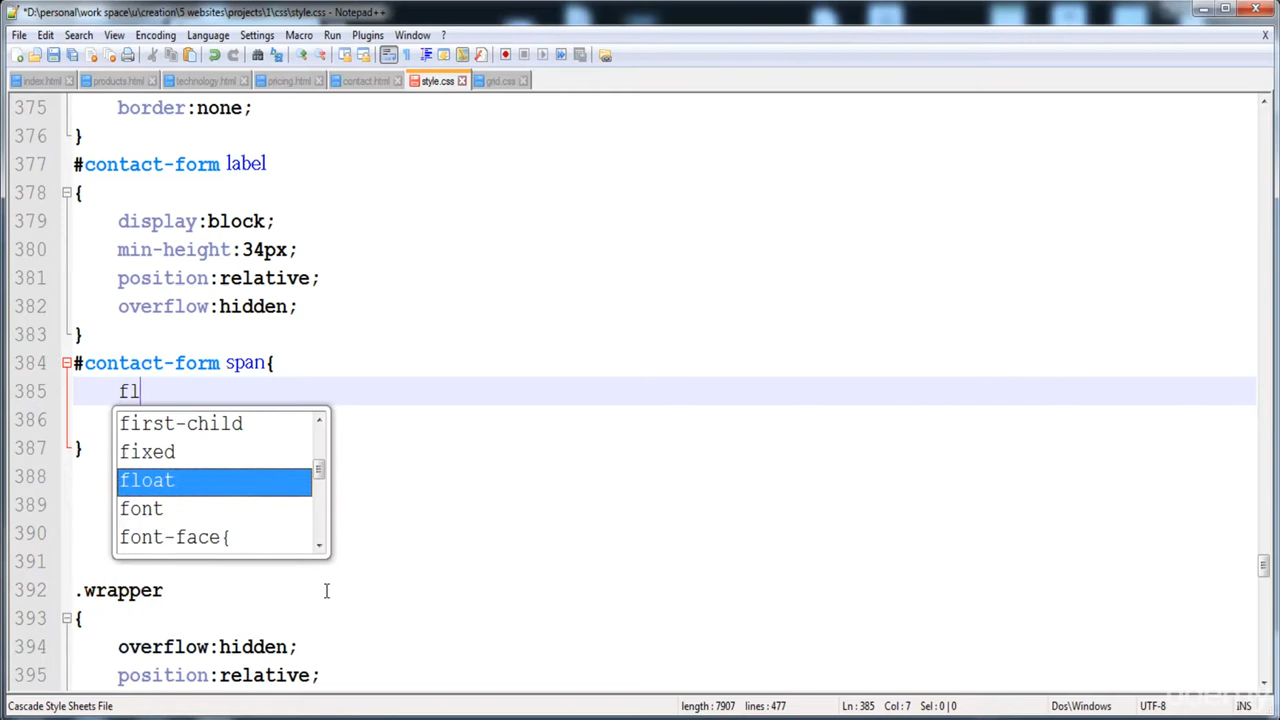 *D:\personal\work space\u\creation\5 websites\projects\1\css\style.css - Notepad++
File Edit Search View Encoding Language Settings Macro Run Plugins Window ? X
index.html products.html technology.html pricing.html contact.html style.css grid.css
375 border:none;
376 }
377 #contact-form label
378 {
379 display:block;
380 min-height:34px;
381 position:relative;
382 overflow:hidden;
383 }
384 #contact-form span{
385 fl
386 first-child
fixed
387 }
388 float
389 font
390 font-face{
391
392 .wrapper
393 {
394 overflow:hidden;
395 position:relative;
Cascade Style Sheets File length : 7907 lines : 477 Ln : 385 Col : 7 Sel : 0 | 0 Dos\Windows UTF-8 INS
udemy